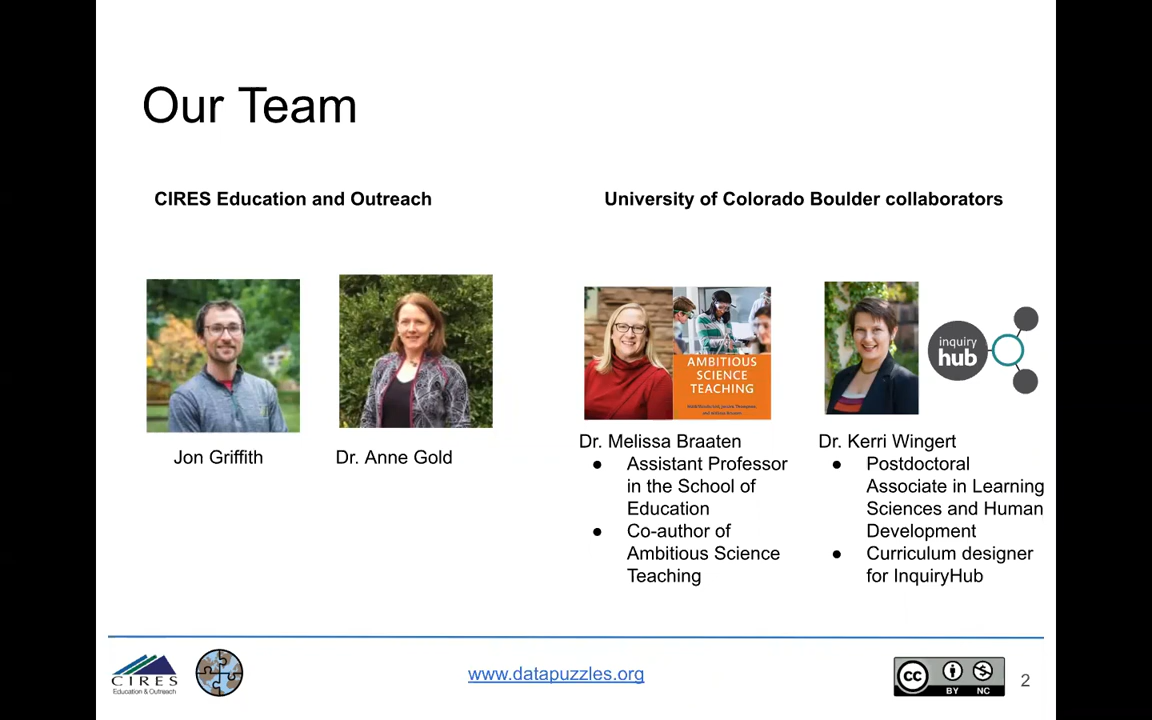 Our Team
CIRES Education and Outreach
University of Colorado Boulder collaborators
AMBITIOUS
SCIENCE
TEACHING
inquiry
hub
Jon Griffith
Dr. Anne Gold
Dr. Melissa Braaten
● Assistant Professor
in the School of
Education
● Co-author of
Ambitious Science
Teaching
Dr. Kerri Wingert
● Postdoctoral
Associate in Learning
Sciences and Human
Development
● Curriculum designer
for InquiryHub
CIRES
Education & Outreach
www.datapuzzles.org
cc
BY NC
2